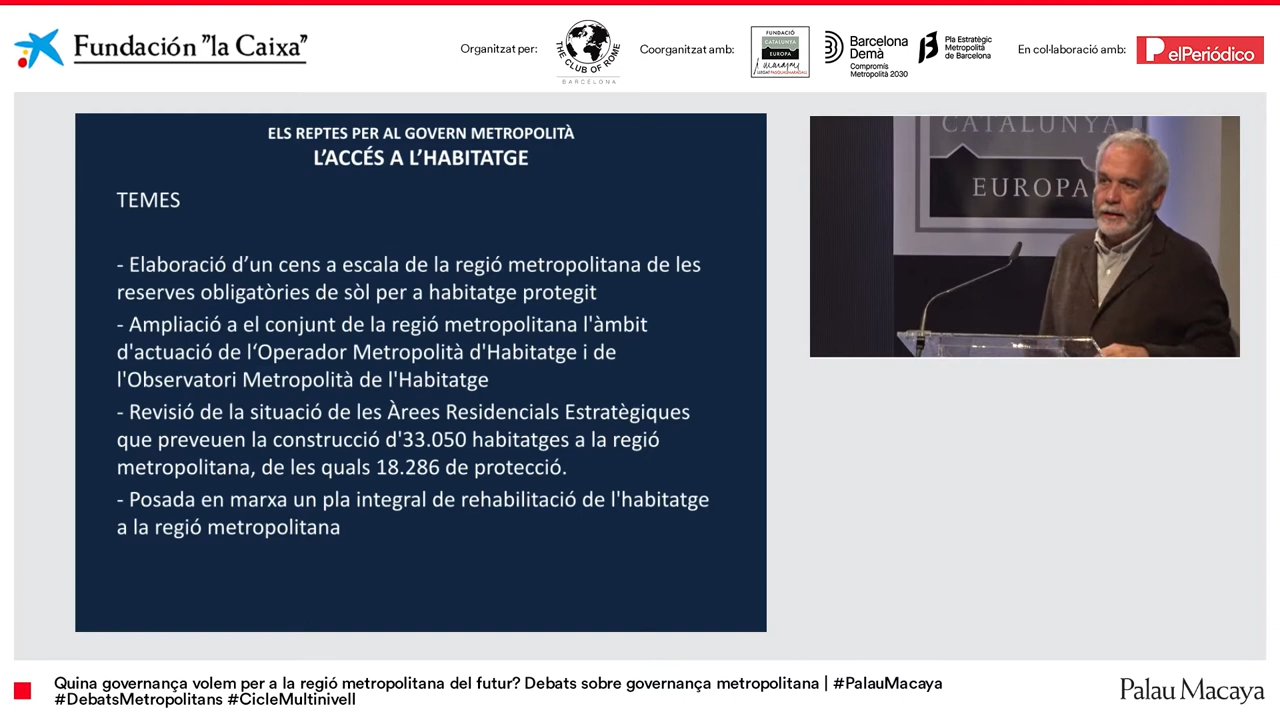 Fundación "la Caixa"
Organitzat per:
THE CLUB OF ROME
BARCELONA
Coorganitzat amb:
FUNDACIÓ
CATALUNYA
EUROPA
Barcelona
Demà
Compromís
Metropolità 2030
Pla Estratègic
Metropolità
de Barcelona
En col·laboració amb:
elPeriódico
ELS REPTES PER AL GOVERN METROPOLITÀ
L’ACCÉS A L’HABITATGE
TEMES
- Elaboració d’un cens a escala de la regió metropolitana de les
reserves obligatòries de sòl per a habitatge protegit
- Ampliació a el conjunt de la regió metropolitana l'àmbit
d'actuació de l‘Operador Metropolità d'Habitatge i de
l'Observatori Metropolità de l'Habitatge
- Revisió de la situació de les Àrees Residencials Estratègiques
que preveuen la construcció d'33.050 habitatges a la regió
metropolitana, de les quals 18.286 de protecció.
- Posada en marxa un pla integral de rehabilitació de l'habitatge
a la regió metropolitana
CATALUNYA
EUROPA
Quina governança volem per a la regió metropolitana del futur? Debats sobre governança metropolitana | #PalauMacaya
#DebatsMetropolitans #CicleMultinivell
Palau Macaya